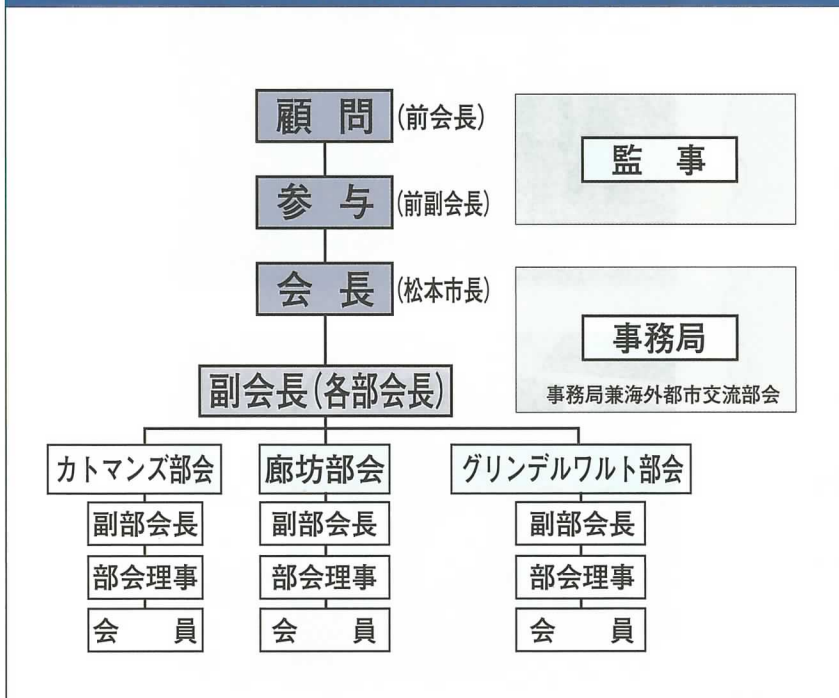 顧 問 (前会長)
監 事
参 与 (前副会長)
会 長 (松本市長)
事務局
事務局兼海外都市交流部会
副会長(各部会長)
カトマンズ部会 廊坊部会 グリンデルワルト部会
副部会長 副部会長 副部会長
部会理事 部会理事 部会理事
会 員 会 員 会 員